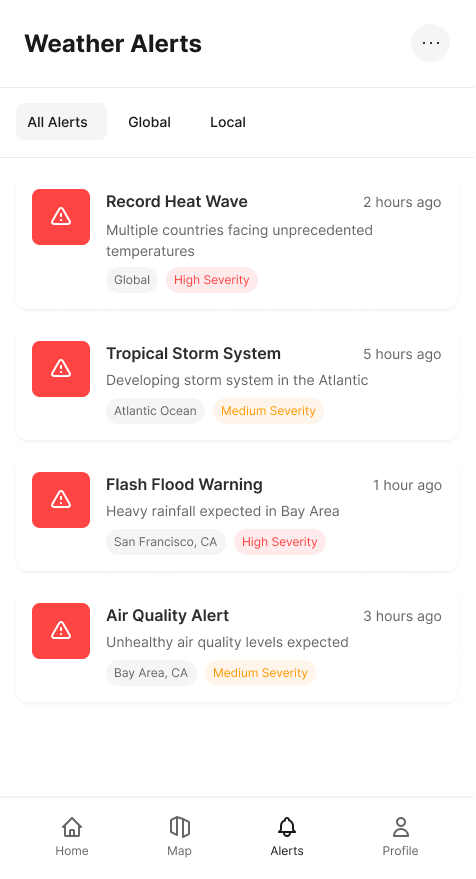 Weather Alerts
All Alerts Global Local
Record Heat Wave 2 hours ago
Multiple countries facing unprecedented
temperatures
Global High Severity
Tropical Storm System 5 hours ago
Developing storm system in the Atlantic
Atlantic Ocean Medium Severity
Flash Flood Warning 1 hour ago
Heavy rainfall expected in Bay Area
San Francisco, CA High Severity
Air Quality Alert 3 hours ago
Unhealthy air quality levels expected
Bay Area, CA Medium Severity
Home Map Alerts Profile